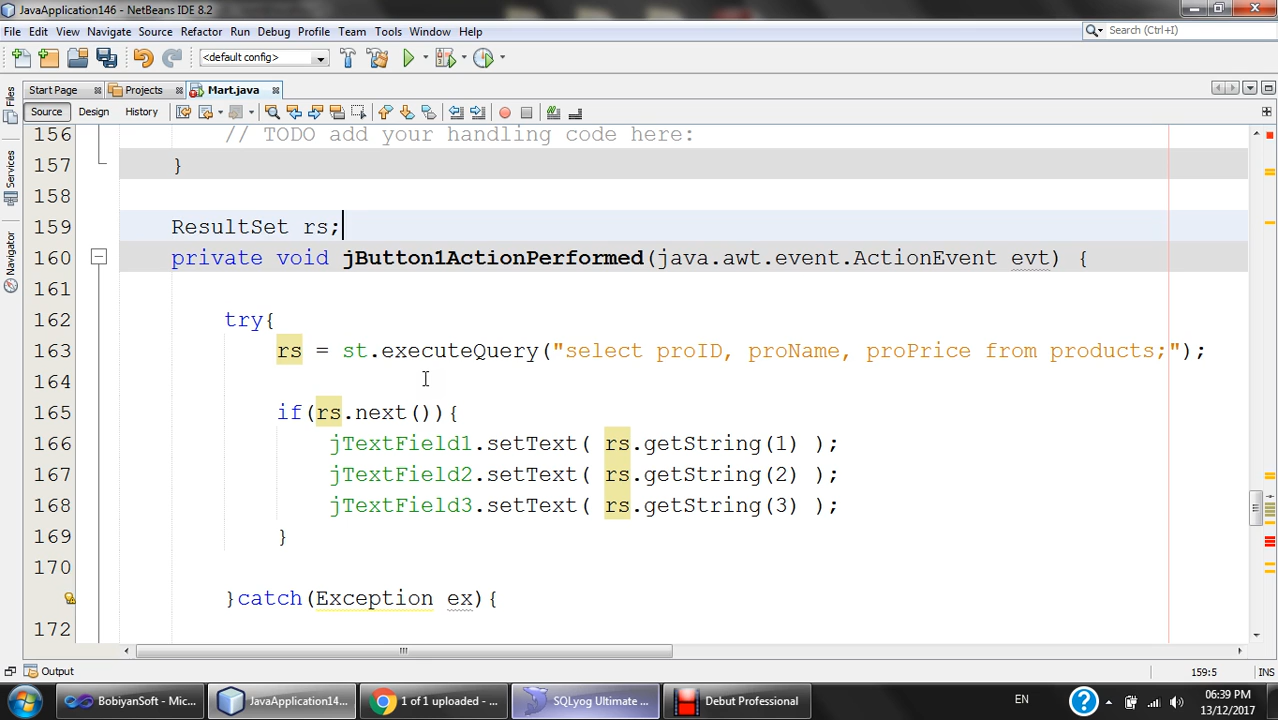 JavaApplication146 - NetBeans IDE 8.2
File Edit View Navigate Source Refactor Run Debug Profile Team Tools Window Help
Search (Ctrl+I)
<default config>
Start Page Projects Mart.java
Source Design History
Files
Services
Navigator
156 // TODO add your handling code here:
157 }
158
159 ResultSet rs;
160 private void jButton1ActionPerformed(java.awt.event.ActionEvent evt) {
161
162 try{
163 rs = st.executeQuery("select proID, proName, proPrice from products;");
164
165 if(rs.next()){
166 jTextField1.setText( rs.getString(1) );
167 jTextField2.setText( rs.getString(2) );
168 jTextField3.setText( rs.getString(3) );
169 }
170
}catch(Exception ex){
172
Output
159:5 INS
BobiyanSoft - Mic... JavaApplication14... 1 of 1 uploaded - ... SQLyog Ultimate ... Debut Professional
EN
06:39 PM
13/12/2017